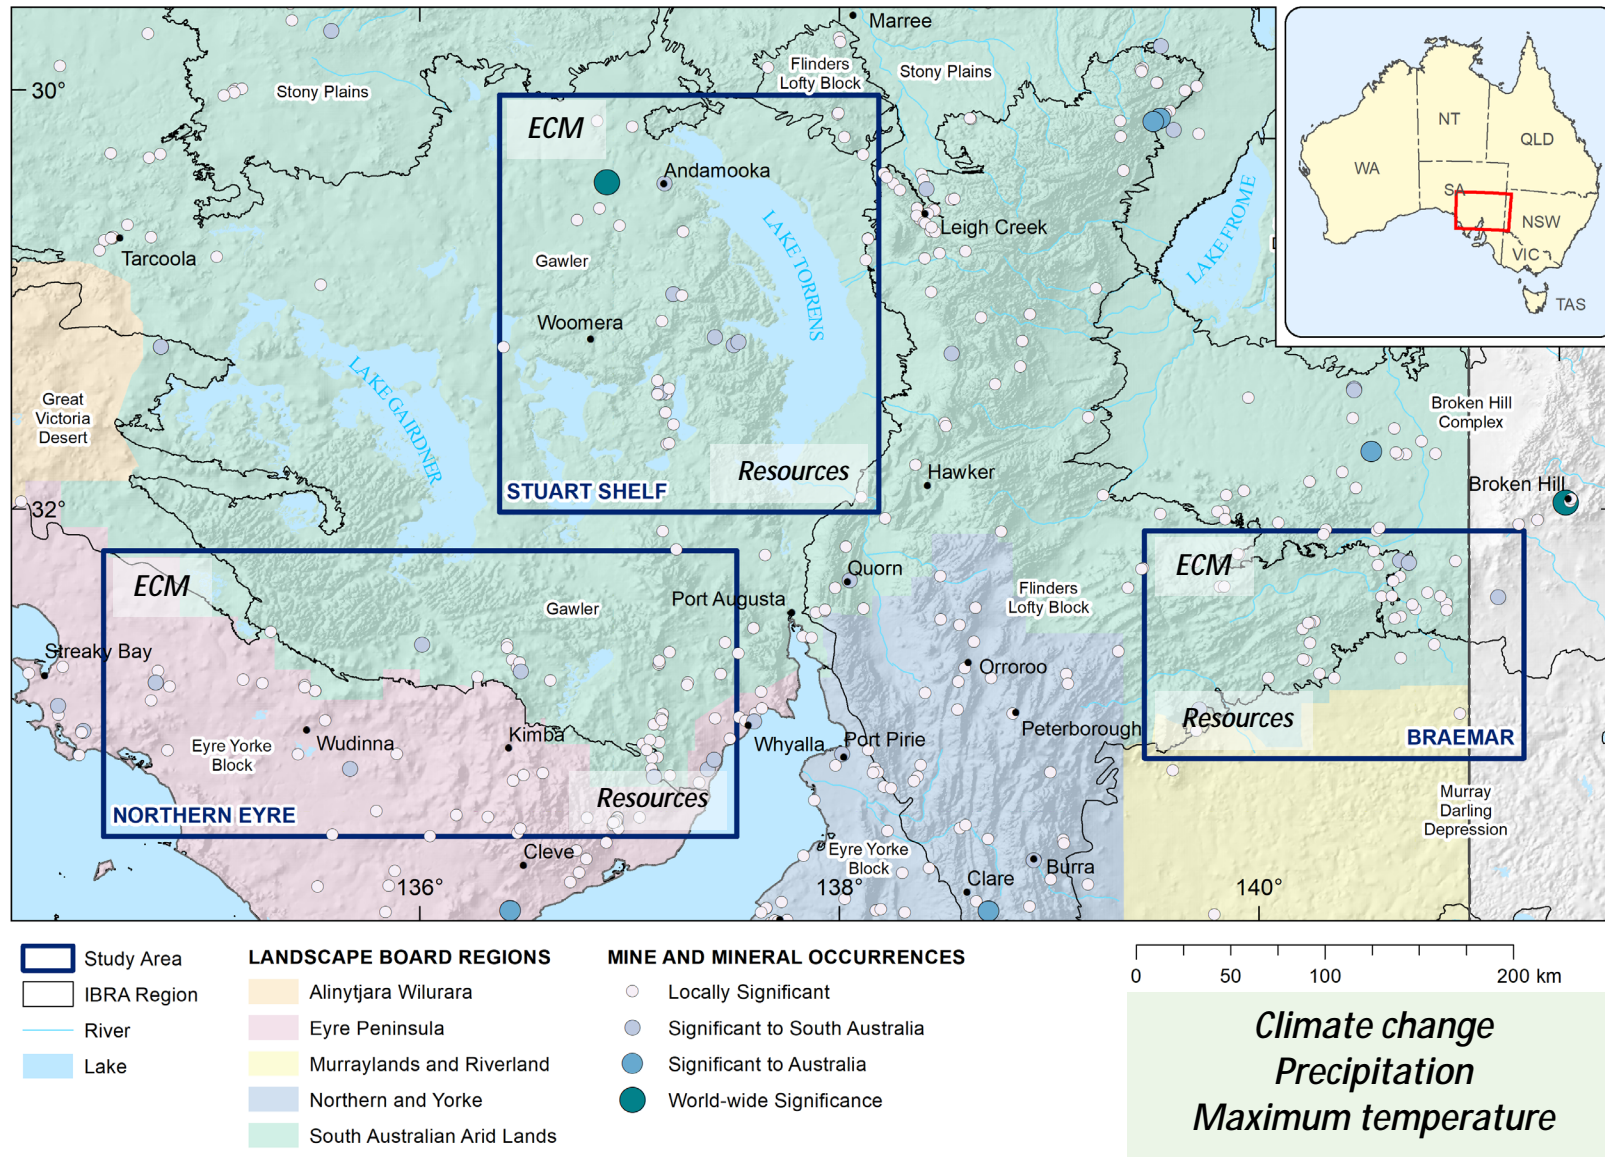 Marree
Flinders
Lofty Block
Stony Plains
30°
Stony Plains
ECM
Andamooka
LAKE TORRENS
LAKE FROME
Leigh Creek
Tarcoola
Gawler
Woomera
LAKE GAIRDNER
Great
Victoria
Desert
Broken Hill
Complex
Resources
STUART SHELF
Hawker
Broken Hill
32°
ECM
ECM
Quorn
Port Augusta
Gawler
Flinders
Lofty Block
Streaky Bay
Orroroo
Peterborough
Resources
BRAEMAR
Kimba
Wudinna
Eyre Yorke
Block
Whyalla
Port Pirie
Resources
NORTHERN EYRE
Murray
Darling
Depression
Cleve
Eyre Yorke
Block
Burra
Clare
136°
138°
140°
NT
QLD
WA
SA
NSW
VIC
TAS
Study Area
IBRA Region
River
Lake
LANDSCAPE BOARD REGIONS
Alinytjara Wilurara
Eyre Peninsula
Murraylands and Riverland
Northern and Yorke
South Australian Arid Lands
MINE AND MINERAL OCCURRENCES
Locally Significant
Significant to South Australia
Significant to Australia
World-wide Significance
0 50 100 200 km
Climate change
Precipitation
Maximum temperature